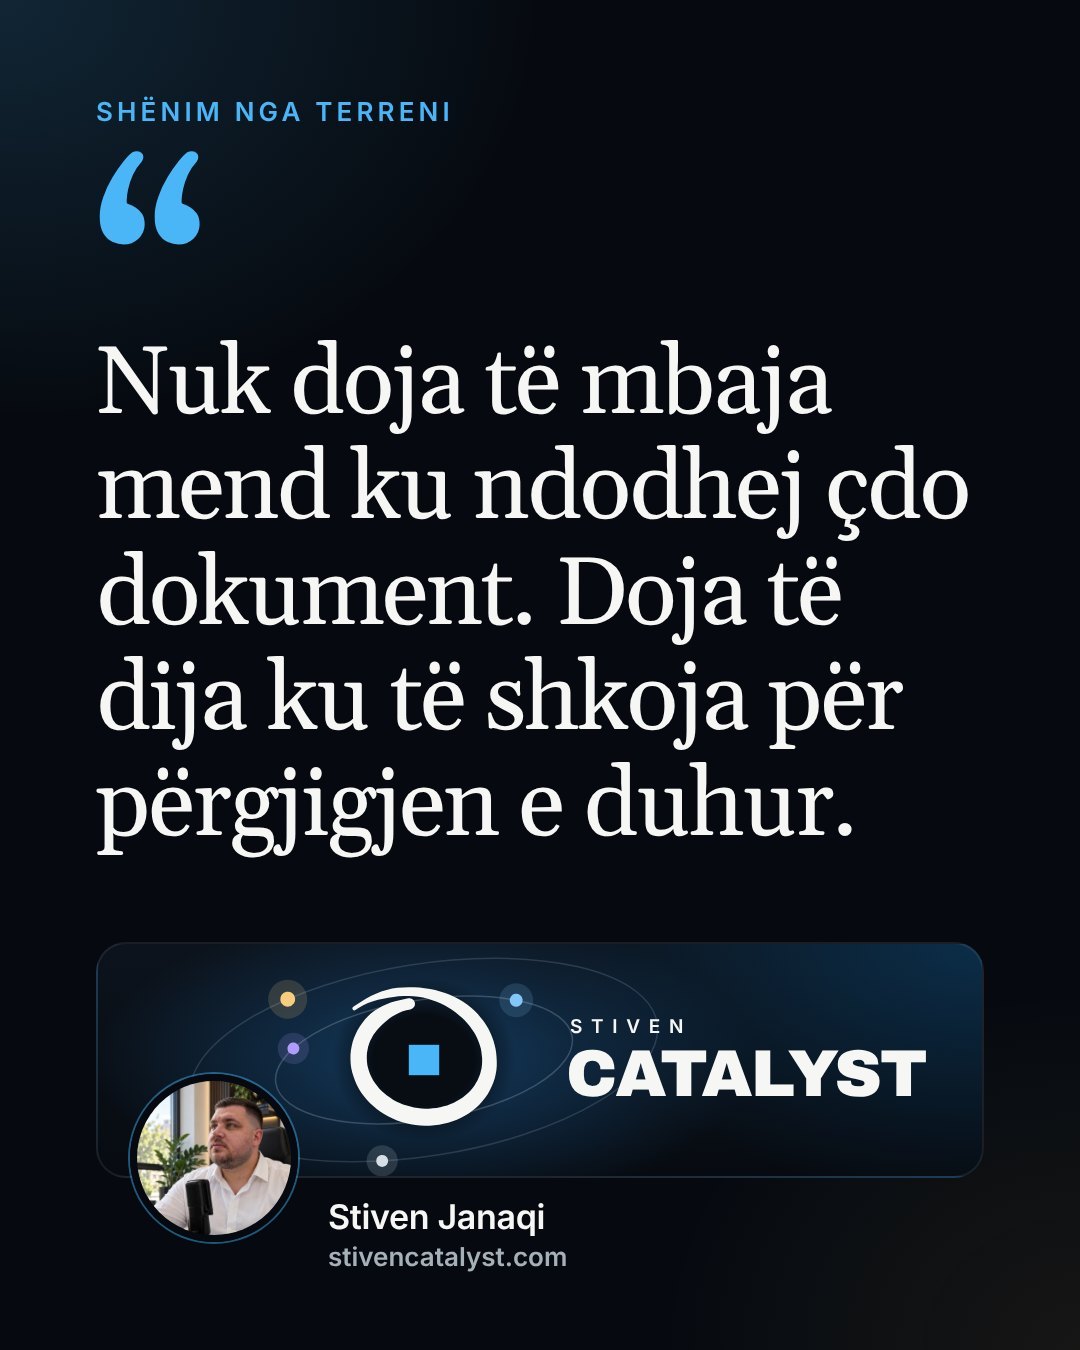 SHËNIM NGA TERRENI
“
Nuk doja të mbaja
mend ku ndodhej çdo
dokument. Doja të
dija ku të shkoja për
përgjigjen e duhur.
STIVEN
CATALYST
Stiven Janaqi
stivencatalyst.com